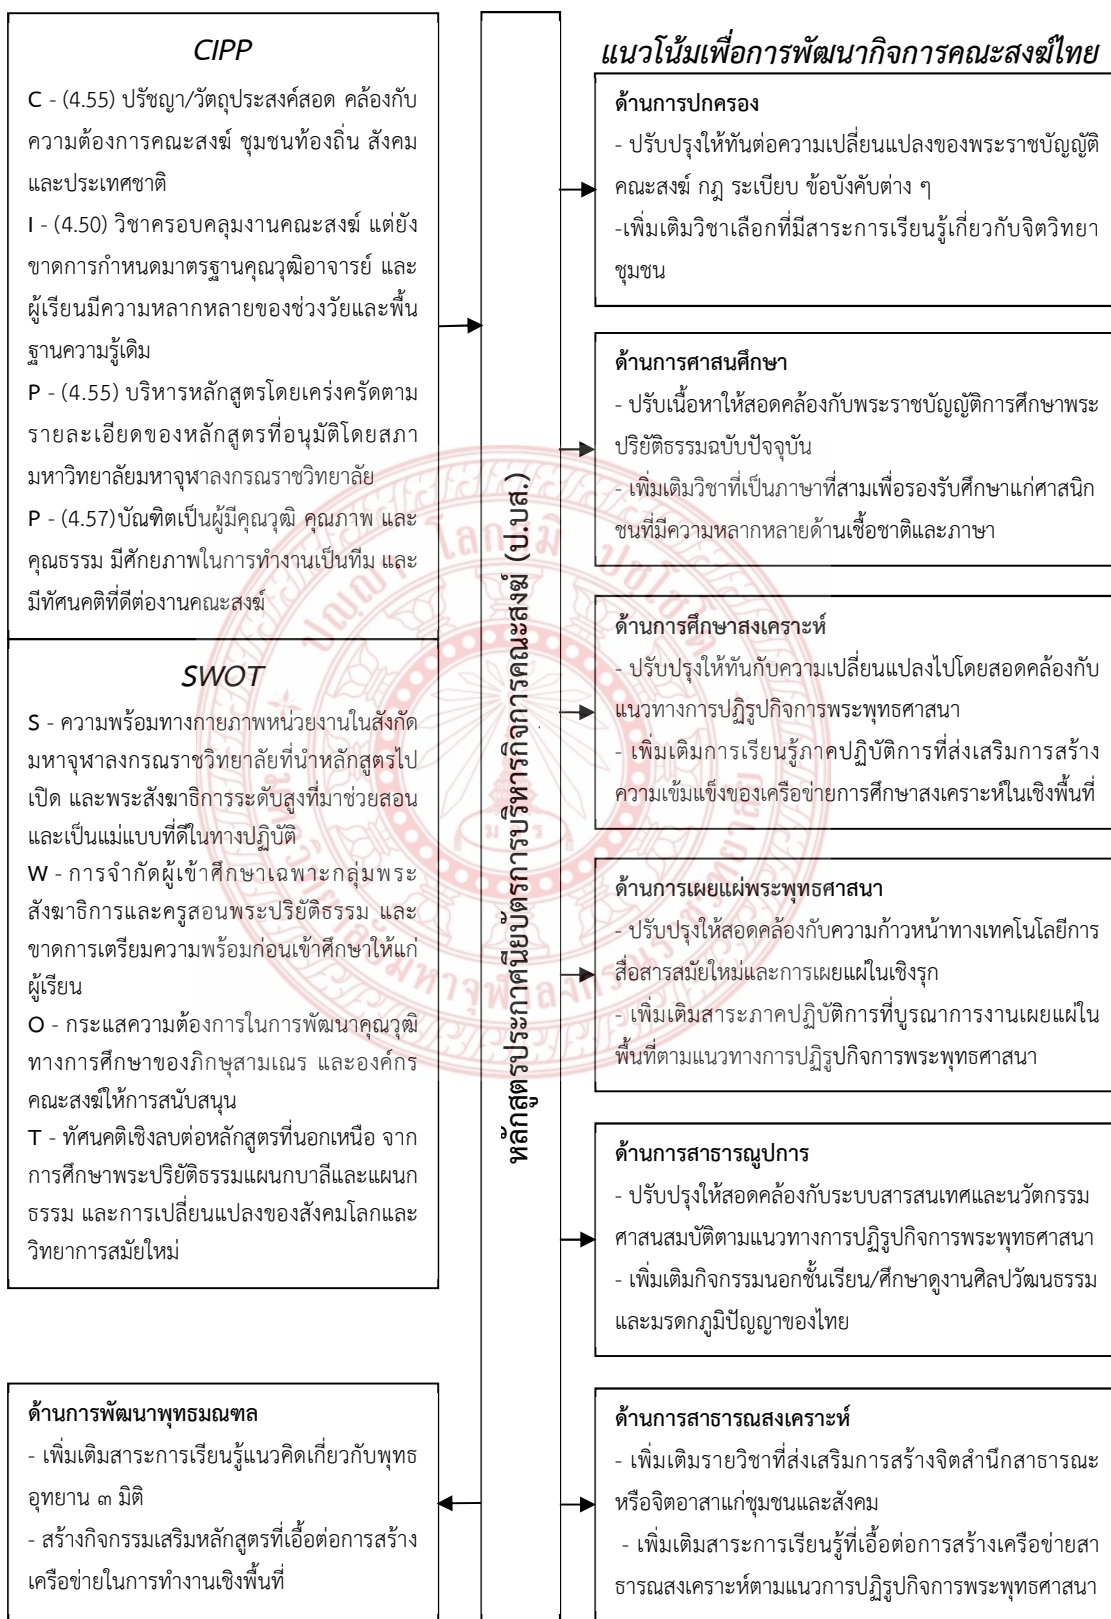 CIPP
C - (4.55) ปรัชญา/วัตถุประสงค์สอด คล้องกับ
ความต้องการคณะสงฆ์ ชุมชนท้องถิ่น สังคม
และประเทศชาติ
I - (4.50) วิชาครอบคลุมงานคณะสงฆ์ แต่ยัง
ขาดการกำหนดมาตรฐานคุณวุฒิอาจารย์ และ
ผู้เรียนมีความหลากหลายของช่วงวัยและพื้น
ฐานความรู้เดิม
P - (4.55) บริหารหลักสูตรโดยเคร่งครัดตาม
รายละเอียดของหลักสูตรที่อนุมัติโดยสภา
มหาวิทยาลัยมหาจุฬาลงกรณราชวิทยาลัย
P - (4.57)บัณฑิตเป็นผู้มีคุณวุฒิ คุณภาพ และ
คุณธรรม มีศักยภาพในการทำงานเป็นทีม และ
มีทัศนคติที่ดีต่องานคณะสงฆ์
SWOT
S - ความพร้อมทางกายภาพหน่วยงานในสังกัด
มหาจุฬาลงกรณราชวิทยาลัยที่นำหลักสูตรไป
เปิด และพระสังฆาธิการระดับสูงที่มาช่วยสอน
และเป็นแม่แบบที่ดีในทางปฏิบัติ
W - การจำกัดผู้เข้าศึกษาเฉพาะกลุ่มพระ
สังฆาธิการและครูสอนพระปริยัติธรรม และ
ขาดการเตรียมความพร้อมก่อนเข้าศึกษาให้แก่
ผู้เรียน
O - กระแสความต้องการในการพัฒนาคุณวุฒิ
ทางการศึกษาของภิกษุสามเณร และองค์กร
คณะสงฆ์ให้การสนับสนุน
T - ทัศนคติเชิงลบต่อหลักสูตรที่นอกเหนือ จาก
การศึกษาพระปริยัติธรรมแผนกบาลีและแผนก
ธรรม และการเปลี่ยนแปลงของสังคมโลกและ
วิทยาการสมัยใหม่
ด้านการพัฒนาพุทธมณฑล
- เพิ่มเติมสาระการเรียนรู้แนวคิดเกี่ยวกับพุทธ
อุทยาน ๓ มิติ
- สร้างกิจกรรมเสริมหลักสูตรที่เอื้อต่อการสร้าง
เครือข่ายในการทำงานเชิงพื้นที่
หลักสูตรประกาศนียบัตรการบริหารกิจการคณะสงฆ์ (ป.บส.)
แนวโน้มเพื่อการพัฒนากิจการคณะสงฆ์ไทย
ด้านการปกครอง
- ปรับปรุงให้ทันต่อความเปลี่ยนแปลงของพระราชบัญญัติ
คณะสงฆ์ กฎ ระเบียบ ข้อบังคับต่าง ๆ
-เพิ่มเติมวิชาเลือกที่มีสาระการเรียนรู้เกี่ยวกับจิตวิทยา
ชุมชน
ด้านการศาสนศึกษา
- ปรับเนื้อหาให้สอดคล้องกับพระราชบัญญัติการศึกษาพระ
ปริยัติธรรมฉบับปัจจุบัน
- เพิ่มเติมวิชาที่เป็นภาษาที่สามเพื่อรองรับศึกษาแก่ศาสนิก
ชนที่มีความหลากหลายด้านเชื้อชาติและภาษา
ด้านการศึกษาสงเคราะห์
- ปรับปรุงให้ทันกับความเปลี่ยนแปลงไปโดยสอดคล้องกับ
แนวทางการปฏิรูปกิจการพระพุทธศาสนา
- เพิ่มเติมการเรียนรู้ภาคปฏิบัติการที่ส่งเสริมการสร้าง
ความเข้มแข็งของเครือข่ายการศึกษาสงเคราะห์ในเชิงพื้นที่
ด้านการเผยแผ่พระพุทธศาสนา
- ปรับปรุงให้สอดคล้องกับความก้าวหน้าทางเทคโนโลยีการ
สื่อสารสมัยใหม่และการเผยแผ่ในเชิงรุก
- เพิ่มเติมสาระภาคปฏิบัติการที่บูรณาการงานเผยแผ่ใน
พื้นที่ตามแนวทางการปฏิรูปกิจการพระพุทธศาสนา
ด้านการสาธารณูปการ
- ปรับปรุงให้สอดคล้องกับระบบสารสนเทศและนวัตกรรม
ศาสนสมบัติตามแนวทางการปฏิรูปกิจการพระพุทธศาสนา
- เพิ่มเติมกิจกรรมนอกชั้นเรียน/ศึกษาดูงานศิลปวัฒนธรรม
และมรดกภูมิปัญญาของไทย
ด้านการสาธารณสงเคราะห์
- เพิ่มเติมรายวิชาที่ส่งเสริมการสร้างจิตสำนึกสาธารณะ
หรือจิตอาสาแก่ชุมชนและสังคม
- เพิ่มเติมสาระการเรียนรู้ที่เอื้อต่อการสร้างเครือข่ายสา
ธารณสงเคราะห์ตามแนวการปฏิรูปกิจการพระพุทธศาสนา